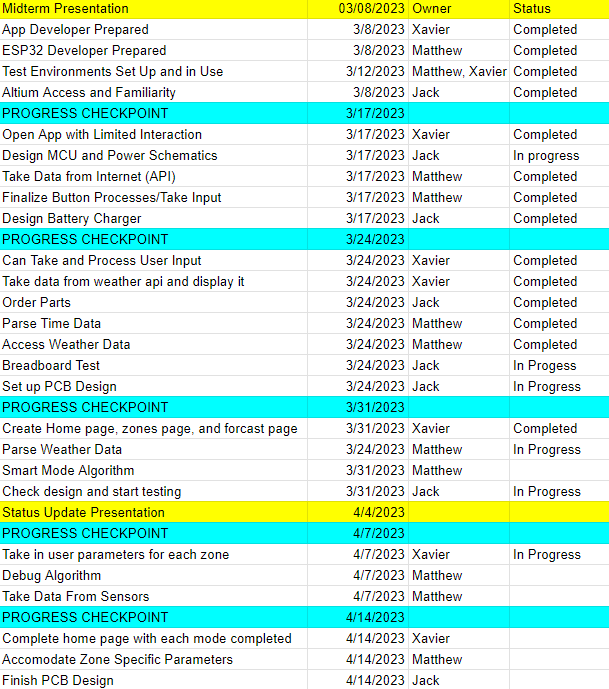 Midterm Presentation 03/08/2023 Owner Status
App Developer Prepared 3/8/2023 Xavier Completed
ESP32 Developer Prepared 3/8/2023 Matthew Completed
Test Environments Set Up and in Use 3/12/2023 Matthew, Xavier Completed
Altium Access and Familiarity 3/8/2023 Jack Completed
PROGRESS CHECKPOINT 3/17/2023
Open App with Limited Interaction 3/17/2023 Xavier Completed
Design MCU and Power Schematics 3/17/2023 Jack In progress
Take Data from Internet (API) 3/17/2023 Matthew Completed
Finalize Button Processes/Take Input 3/17/2023 Matthew Completed
Design Battery Charger 3/17/2023 Jack Completed
PROGRESS CHECKPOINT 3/24/2023
Can Take and Process User Input 3/24/2023 Xavier Completed
Take data from weather api and display it 3/24/2023 Xavier Completed
Order Parts 3/24/2023 Jack Completed
Parse Time Data 3/24/2023 Matthew Completed
Access Weather Data 3/24/2023 Matthew Completed
Breadboard Test 3/24/2023 Jack In Progess
Set up PCB Design 3/24/2023 Jack In Progress
PROGRESS CHECKPOINT 3/31/2023
Create Home page, zones page, and forcast page 3/31/2023 Xavier Completed
Parse Weather Data 3/24/2023 Matthew In Progress
Smart Mode Algorithm 3/31/2023 Matthew
Check design and start testing 3/31/2023 Jack In Progress
Status Update Presentation 4/4/2023
PROGRESS CHECKPOINT 4/7/2023
Take in user parameters for each zone 4/7/2023 Xavier In Progress
Debug Algorithm 4/7/2023 Matthew
Take Data From Sensors 4/7/2023 Matthew
PROGRESS CHECKPOINT 4/14/2023
Complete home page with each mode completed 4/14/2023 Xavier
Accomodate Zone Specific Parameters 4/14/2023 Matthew
Finish PCB Design 4/14/2023 Jack